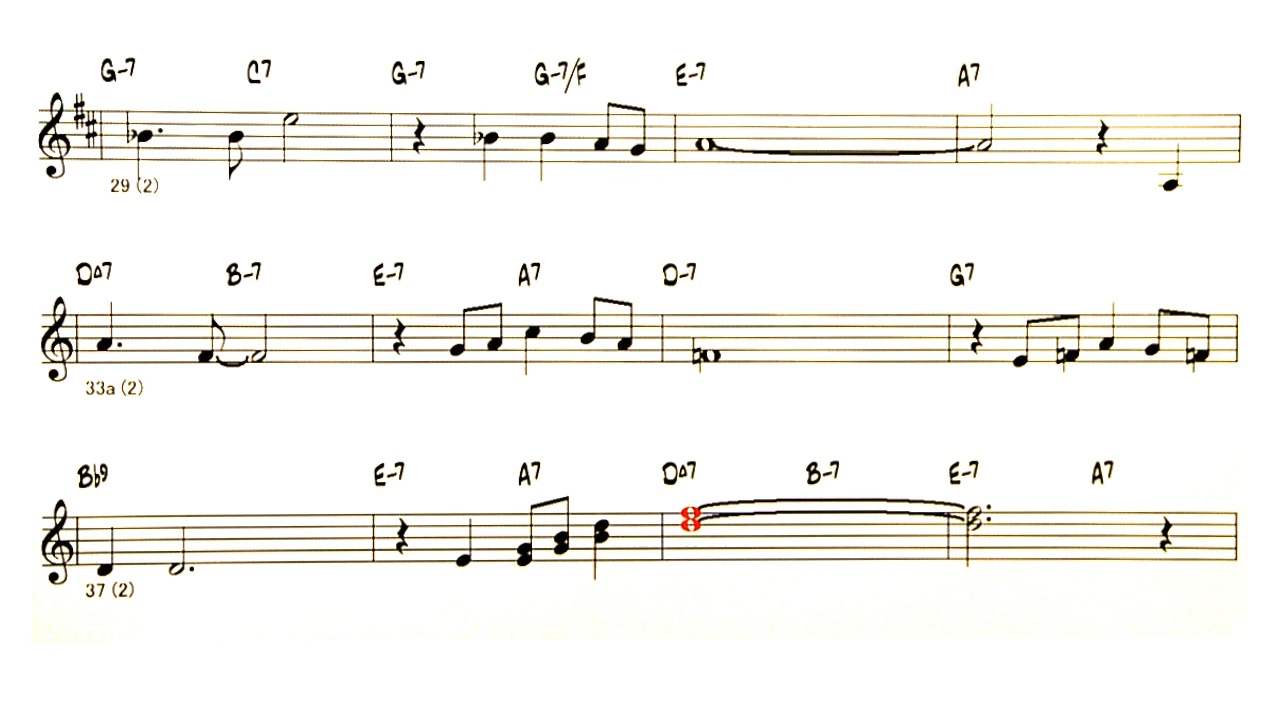 G-7 C7 G-7 G-7/F E-7 A7
29 (2)
D∆7 B-7 E-7 A7 D-7 G7
33a (2)
Bb9 E-7 A7 D∆7 B-7 E-7 A7
37 (2)